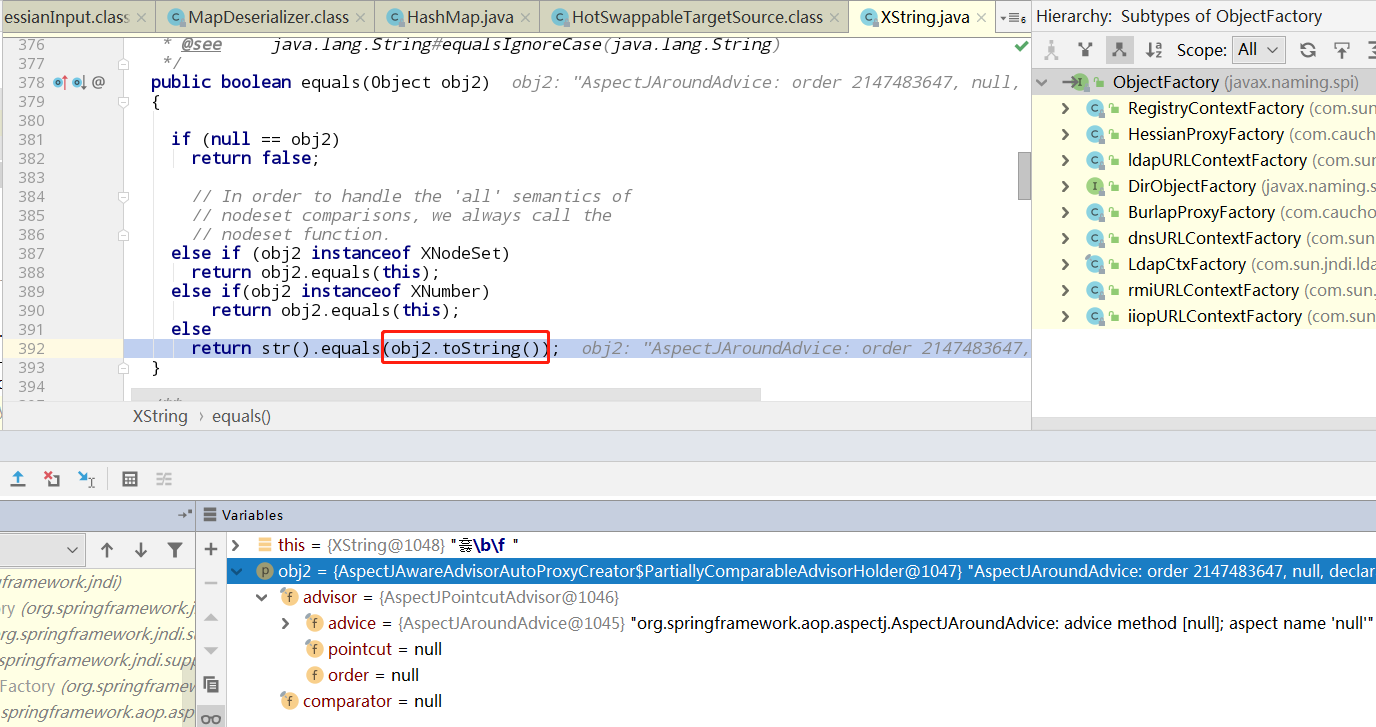 essianInput.class MapDeserializer.class HashMap.java HotSwappableTargetSource.class XString.java
Hierarchy: Subtypes of ObjectFactory
Scope: All
376 * @see java.lang.String#equalsIgnoreCase(java.lang.String)
377 */
378 public boolean equals(Object obj2) obj2: "AspectJAroundAdvice: order 2147483647, null,
379 {
380
381 if (null == obj2)
382 return false;
383
384 // In order to handle the 'all' semantics of
385 // nodeset comparisons, we always call the
386 // nodeset function.
387 else if (obj2 instanceof XNodeSet)
388 return obj2.equals(this);
389 else if(obj2 instanceof XNumber)
390 return obj2.equals(this);
391 else
392 return str().equals(obj2.toString()); obj2: "AspectJAroundAdvice: order 2147483647,
393 }
394
XString › equals()
ObjectFactory (javax.naming.spi)
RegistryContextFactory (com.sun
HessianProxyFactory (com.cauch
ldapURLContextFactory (com.sun
DirObjectFactory (javax.naming.s
BurlapProxyFactory (com.caucho
dnsURLContextFactory (com.sun
LdapCtxFactory (com.sun.jndi.lda
rmiURLContextFactory (com.sun.
iiopURLContextFactory (com.sun.
Variables
this = {XString@1048}
\b\f "
obj2 = {AspectJAwareAdvisorAutoProxyCreator$PartiallyComparableAdvisorHolder@1047} "AspectJAroundAdvice: order 2147483647, null, declar
advisor = {AspectJPointcutAdvisor@1046}
advice = {AspectJAroundAdvice@1045} "org.springframework.aop.aspectj.AspectJAroundAdvice: advice method [null]; aspect name 'null'"
pointcut = null
order = null
comparator = null
gframework.jndi)
ory (org.springframework.j
org.springframework.jndi.su
springframework.jndi.supp
Factory (org.springframew
.springframework.aop.asp